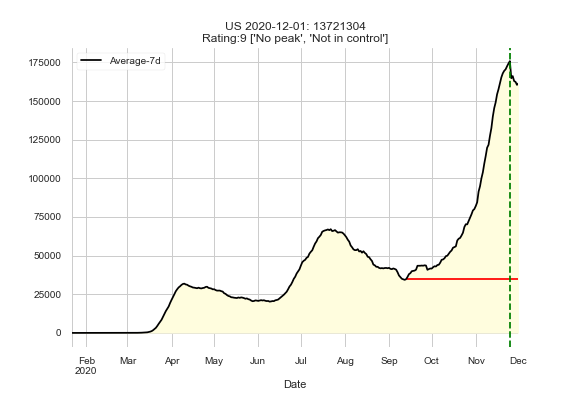 US 2020-12-01: 13721304
Rating:9 ['No peak', 'Not in control']
Average-7d
175000
150000
125000
100000
75000
50000
25000
0
Feb Mar Apr May Jun Jul Aug Sep Oct Nov Dec
2020
Date